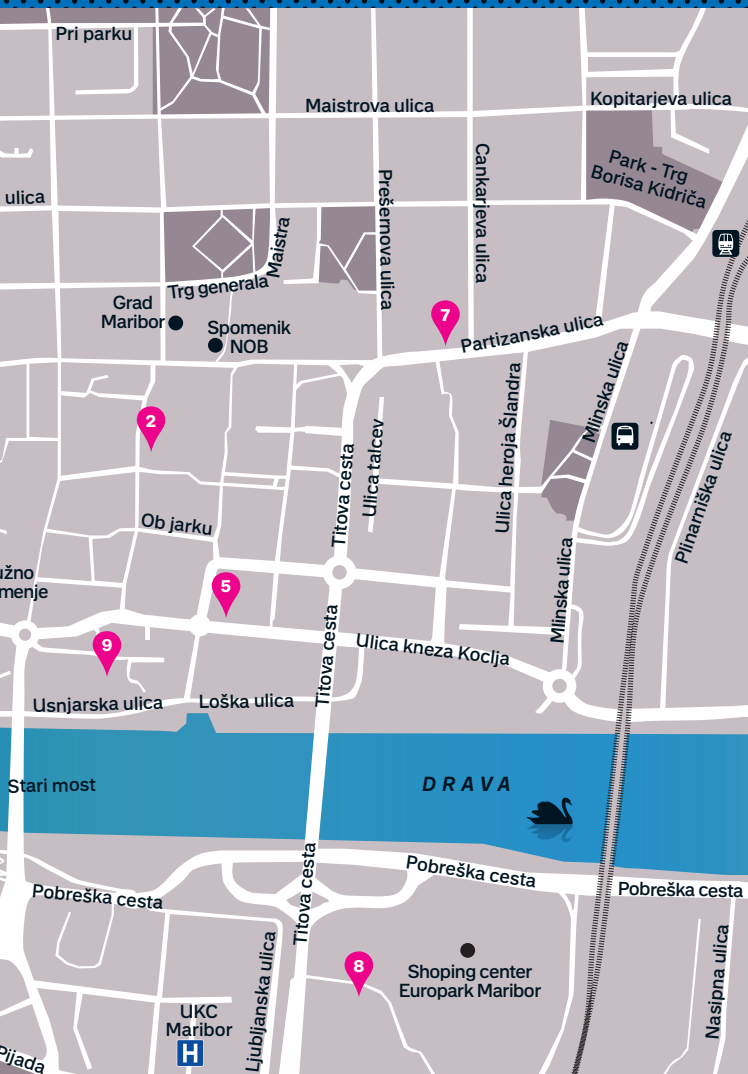 Pri parku
Maistrova ulica
Kopitarjeva ulica
Park - Trg
Borisa Kidriča
ulica
Prešernova ulica
Cankarjeva ulica
Maistra
Trg generala
Grad
Maribor
Spomenik
NOB
7
Partizanska ulica
2
Titova cesta
Ulica talcev
Ulica heroja Šlandra
Mlinska ulica
Plinarniška ulica
Ob jarku
užno
menje
5
Mlinska ulica
9
Titova cesta
Ulica kneza Koclja
Usnjarska ulica
Loška ulica
Stari most
DRAVA
Pobreška cesta
Titova cesta
Pobreška cesta
Pobreška cesta
8
Shoping center
Europark Maribor
Ljubljanska ulica
Nasipna ulica
UKC
Maribor
H
Pijada